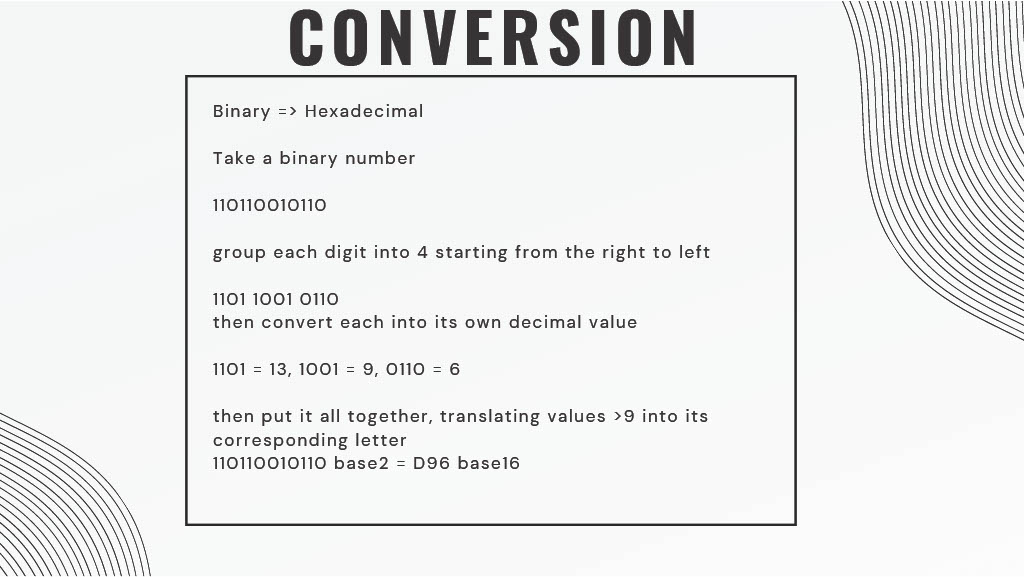 CONVERSION
Binary => Hexadecimal
Take a binary number
110110010110
group each digit into 4 starting from the right to left
1101 1001 0110
then convert each into its own decimal value
1101 = 13, 1001 = 9, 0110 = 6
then put it all together, translating values >9 into its
corresponding letter
110110010110 base2 = D96 base16